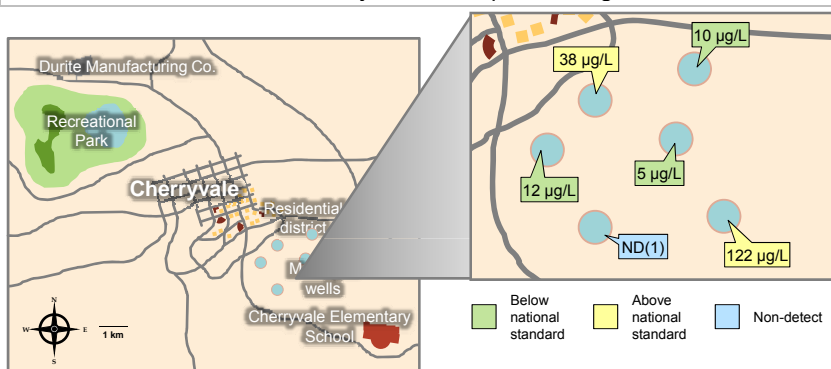 Durite Manufacturing Co.
Recreational
Park
Cherryvale
Residential
district
wells
Cherryvale Elementary
School
N
W
E
S
1 km
10 µg/L
38 µg/L
5 µg/L
12 µg/L
ND(1)
122 µg/L
Below
national
standard
Above
national
standard
Non-detect